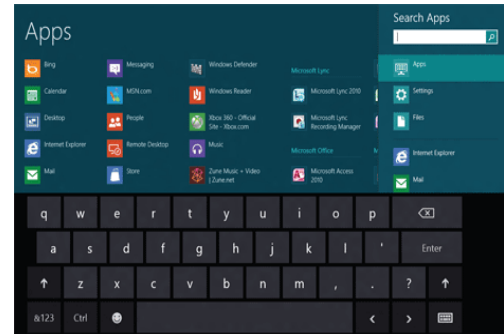 Apps
Search Apps
Bing
Messaging
Windows Defender
Microsoft Lync
Apps
Calendar
MSN.com
Windows Reader
Microsoft Lync 2010
Settings
Desktop
People
Xbox 360 - Official
Site - Xbox.com
Microsoft Lync
Recording Manager
Files
Internet Explorer
Remote Desktop
Music
Microsoft Office
M
Internet Explorer
Mail
Store
Zune Music + Video
| Zune.net
Microsoft Access
2010
Mail
q w e r t y u i o p
a s d f g h j k l ' Enter
z x c v b n m , . ?
&123 Ctrl < >